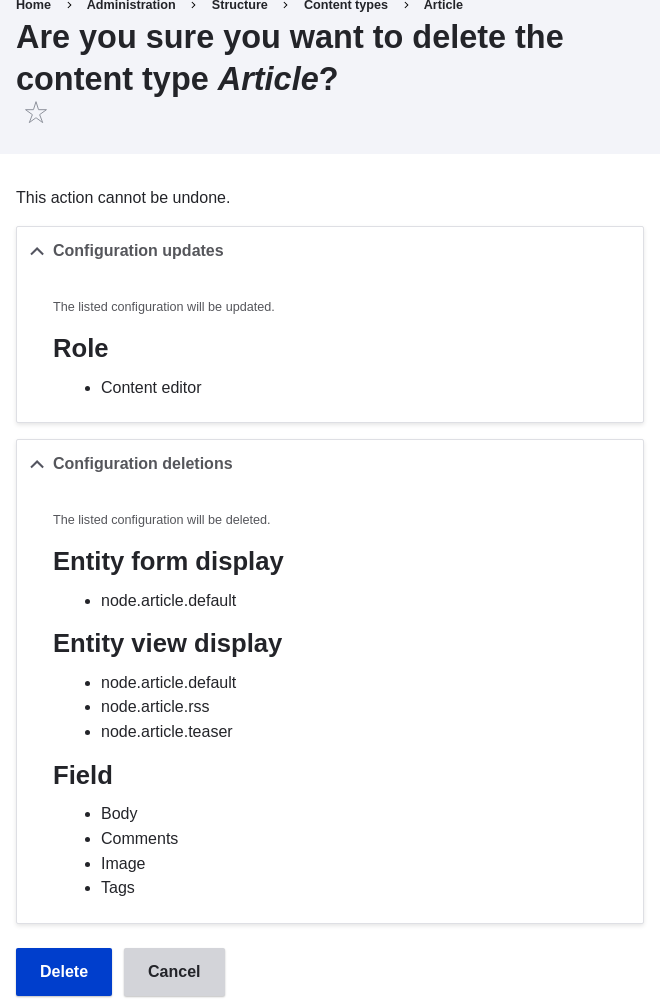 Home › Administration › Structure › Content types › Article
Are you sure you want to delete the
content type Article?
This action cannot be undone.
Configuration updates
The listed configuration will be updated.
Role
• Content editor
Configuration deletions
The listed configuration will be deleted.
Entity form display
• node.article.default
Entity view display
• node.article.default
• node.article.rss
• node.article.teaser
Field
• Body
• Comments
• Image
• Tags
Delete Cancel